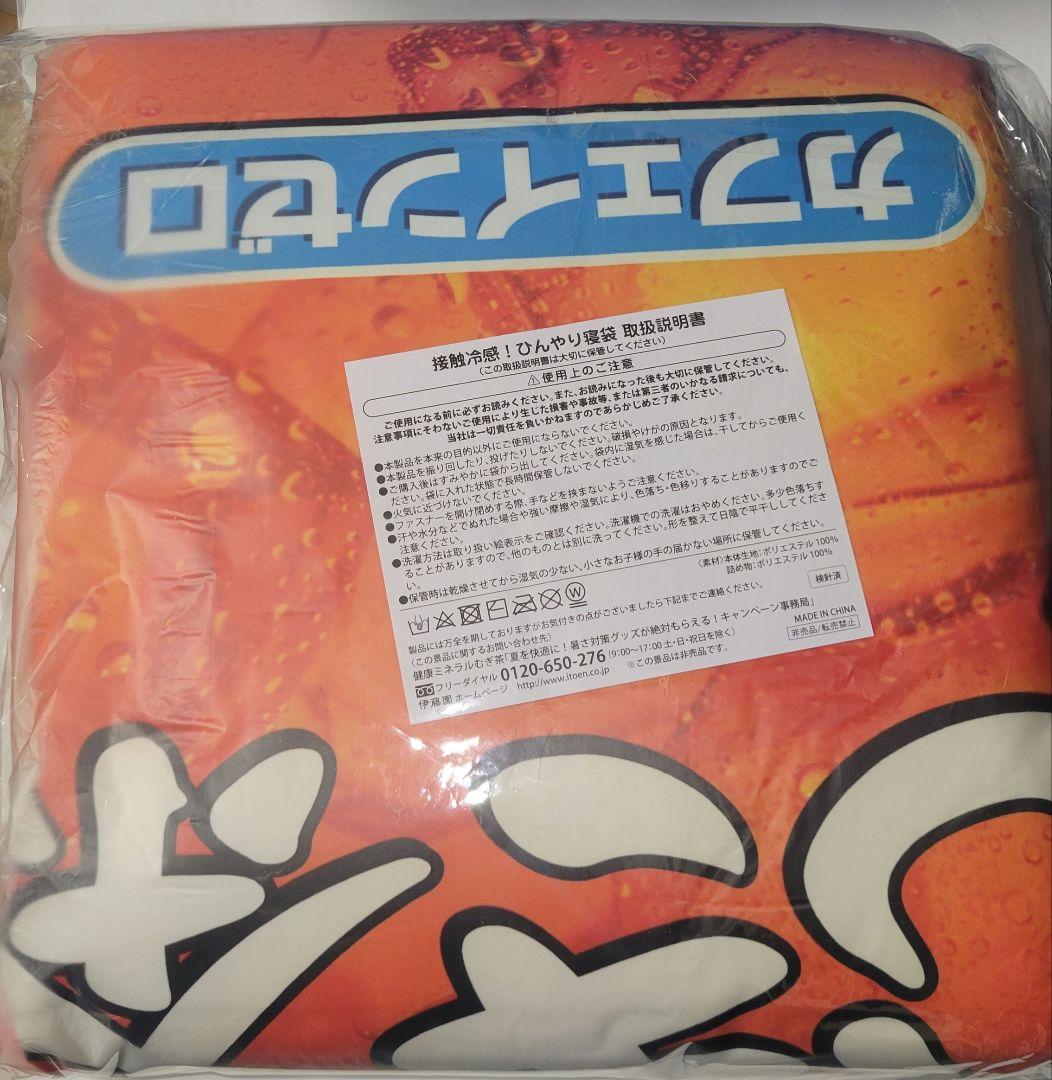 カフェインゼロ
接触冷感！ひんやり寝袋 取扱説明書
（この取扱説明書は大切に保管してください）
⚠使用上のご注意
ご使用になる前に必ずお読みください。また、お読みになった後も大切に保管してください。
注意事項にそわないご使用により生じた損害や事故等、または第三者のいかなる請求についても、
当社は一切責任を負いかねますのであらかじめご了承ください。
●本製品を本来の目的以外にご使用にならないでください。
●本製品を振り回したり、投げたりしないでください。破損やけがの原因となります。
●ご購入後はすみやかに袋から出してください。袋内に湿気を感じた場合は、干してからご使用く
ださい。袋に入れた状態で長時間保管しないでください。
●火気に近づけないでください。
●ファスナーを開け閉めする際、手などを挟まないようご注意ください。
●汗や水分などでぬれた場合や強い摩擦や湿気により、色落ち・色移りすることがありますのでご
注意ください。
●洗濯方法は取り扱い絵表示をご確認ください。洗濯機での洗濯はおやめください。多少色落ちす
ることがありますので、他のものとは別に洗ってください。形を整えて日陰で平干ししてくださ
い。
●保管時は乾燥させてから湿気の少ない、小さなお子様の手の届かない場所に保管してください。
〈素材〉本体生地：ポリエステル 100%
詰め物：ポリエステル 100%
検針済
製品には万全を期しておりますがお気付きの点がございましたら下記までご連絡ください。
（この景品に関するお問い合わせ先）
健康ミネラルむぎ茶「夏を快適に！暑さ対策グッズが絶対もらえる！キャンペーン事務局」
フリーダイヤル 0120-650-276（9:00～17:00 土・日・祝日を除く）
伊藤園 ホームページ http://www.itoen.co.jp
※この景品は非売品です。
MADE IN CHINA
非売品/転売禁止